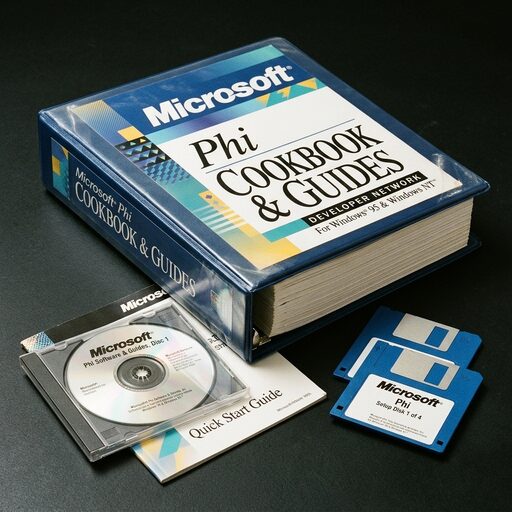 Microsoft®
Phi
COOKBOOK
& GUIDES
DEVELOPER NETWORK
For Windows® 95 & Windows NT®
Microsoft® Phi
COOKBOOK & GUIDES
Microsoft
Phi Software & Guides, Disc 1
Quick Start Guide
Microsoft®
Phi
Setup Disk 1 of 4